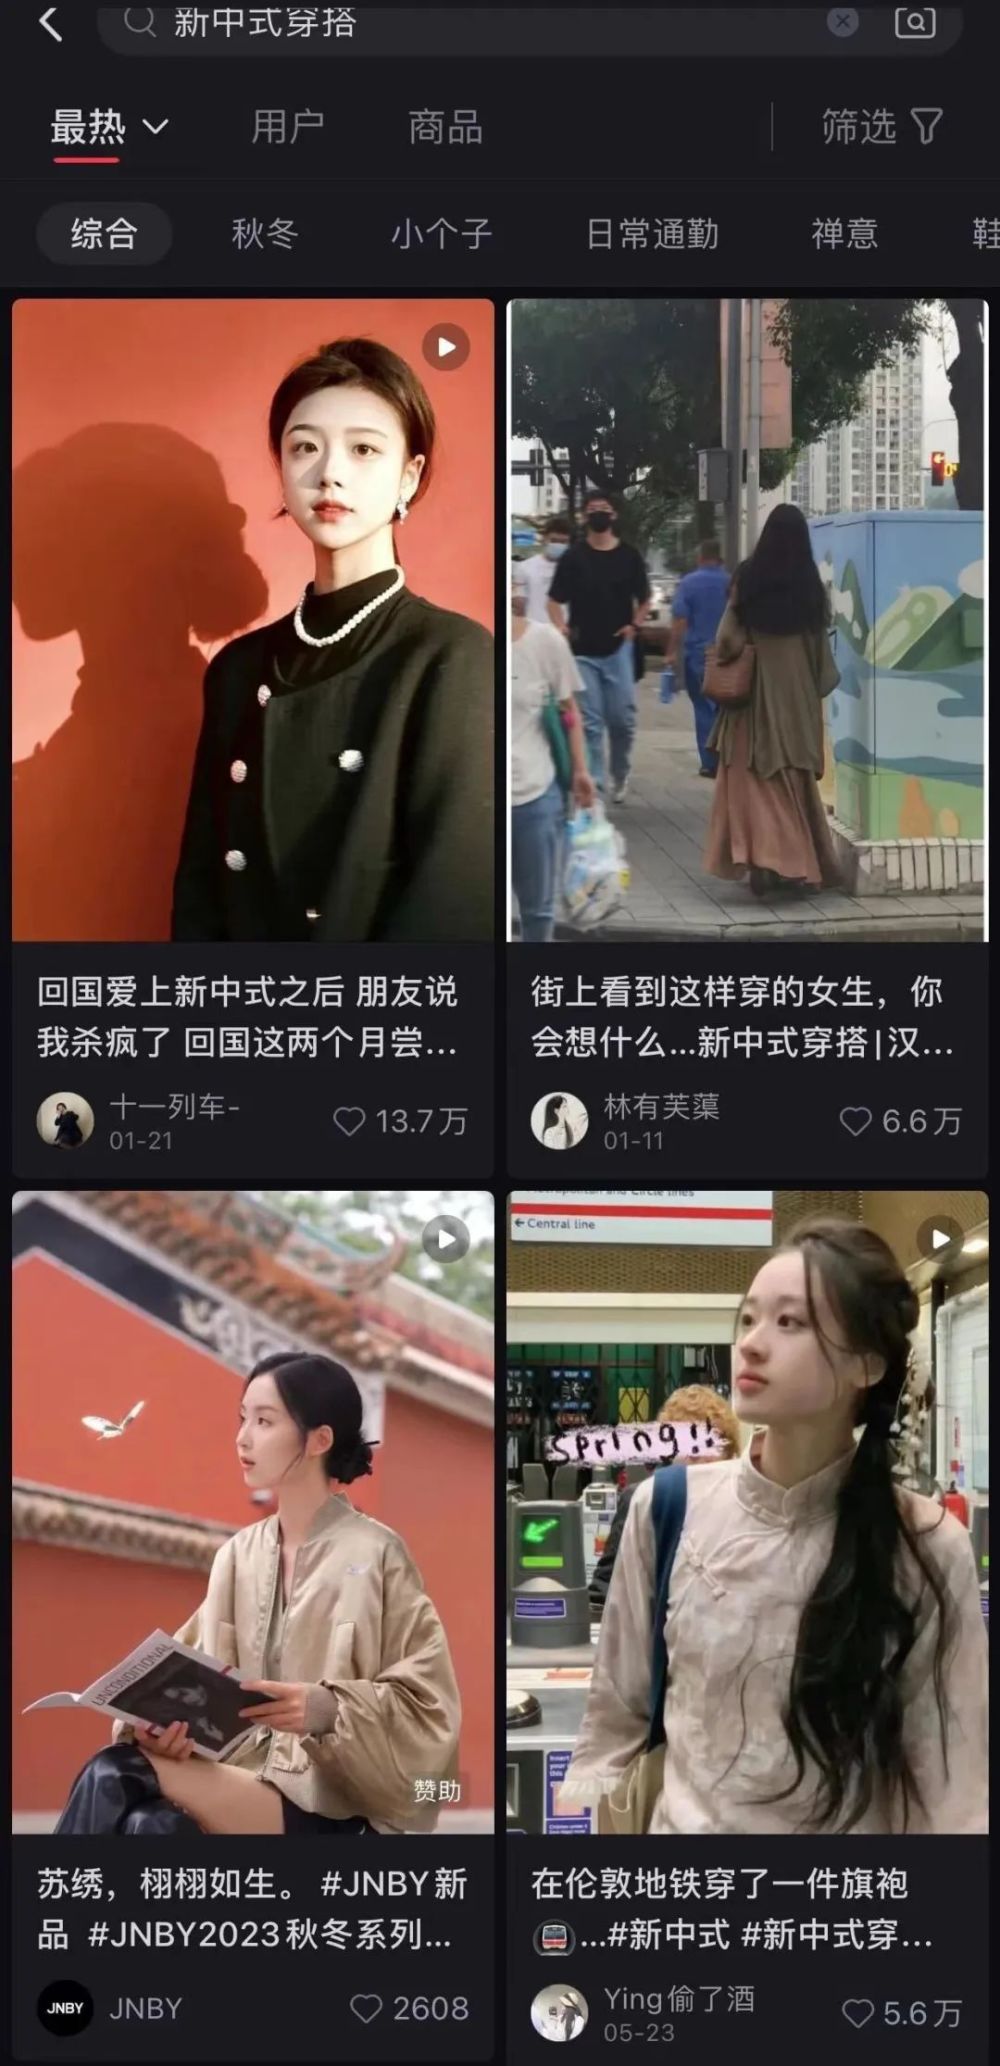 新中式穿搭
最热 用户 商品 筛选
综合 秋冬 小个子 日常通勤 禅意 鞋
回国爱上新中式之后 朋友说
我杀疯了 回国这两个月尝...
十一列车-
01-21
13.7万
街上看到这样穿的女生，你
会想什么...新中式穿搭|汉...
林有芙蕖
01-11
6.6万
UNCONDITIONAL
赞助
苏绣，栩栩如生。 #JNBY新
品 #JNBY2023秋冬系列...
JNBY
JNBY
2608
Metropolitan and Circle lines
←Central line
spring!!
在伦敦地铁穿了一件旗袍
...#新中式 #新中式穿...
Ying偷了酒
05-23
5.6万